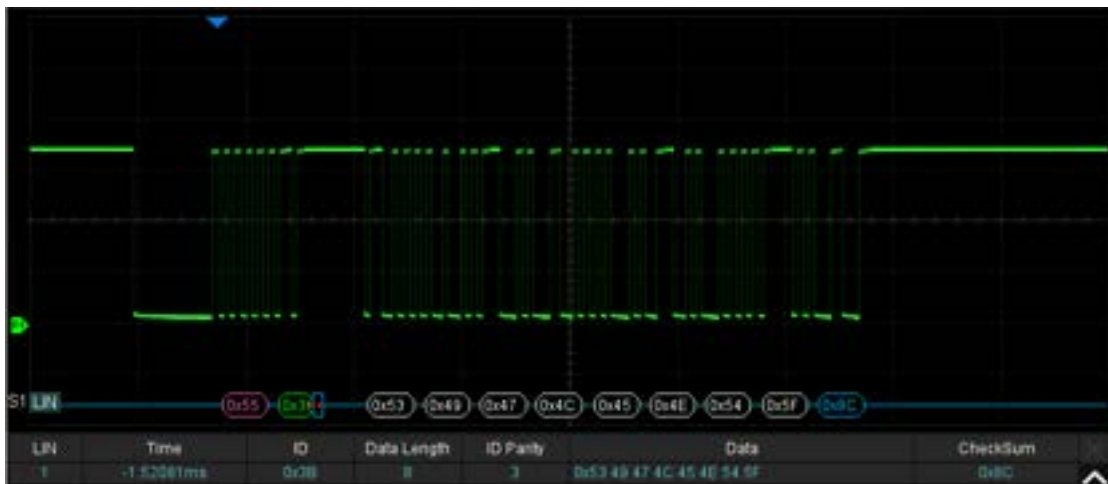 S1 LIN 0x55 0x53 0x49 0x47 0x4C 0x45 0x4E 0x54 0x5F 0x8C
LIN Time ID Data Length ID Parity Data CheckSum
1 -1.52081ms 0x3B 8 3 0x53 49 47 4C 45 4E 54 5F 0x8C